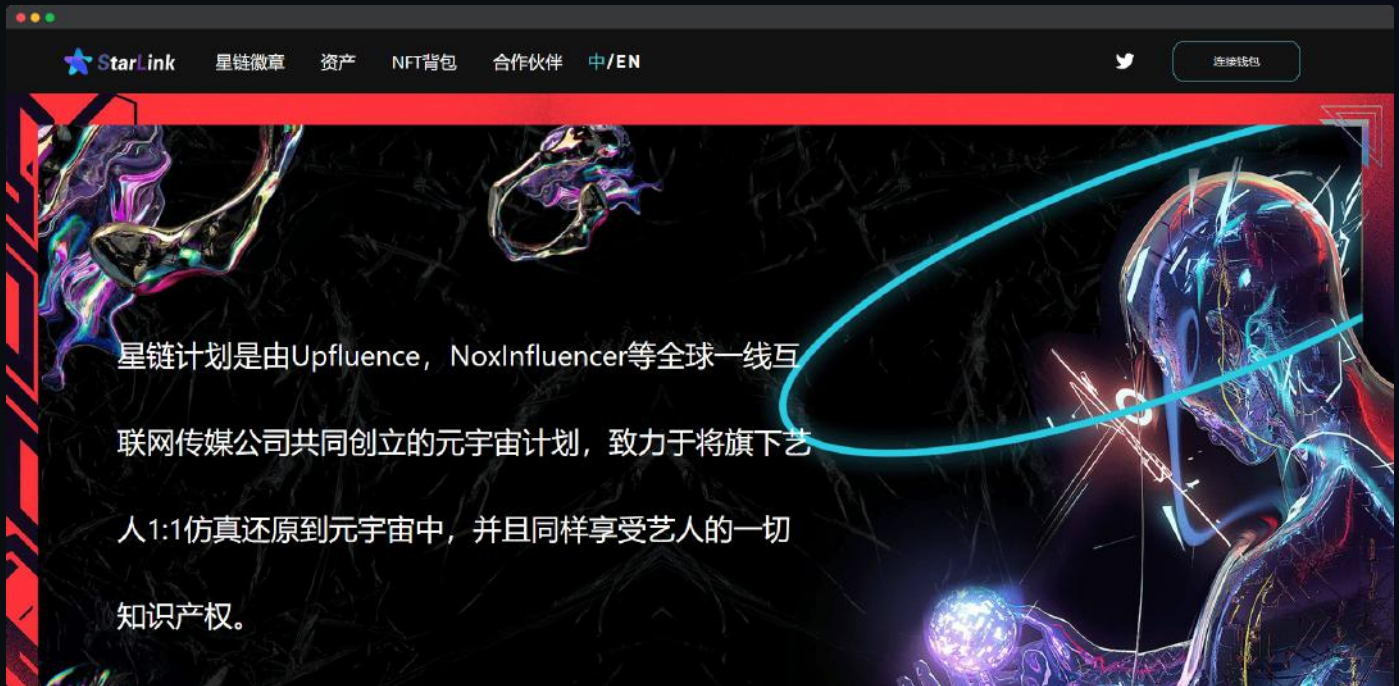 StarLink 星链徽章 资产 NFT背包 合作伙伴 中/EN 连接钱包
星链计划是由Upfluence，NoxInfluencer等全球一线互
联网传媒公司共同创立的元宇宙计划，致力于将旗下艺
人1:1仿真还原到元宇宙中，并且同样享受艺人的一切
知识产权。